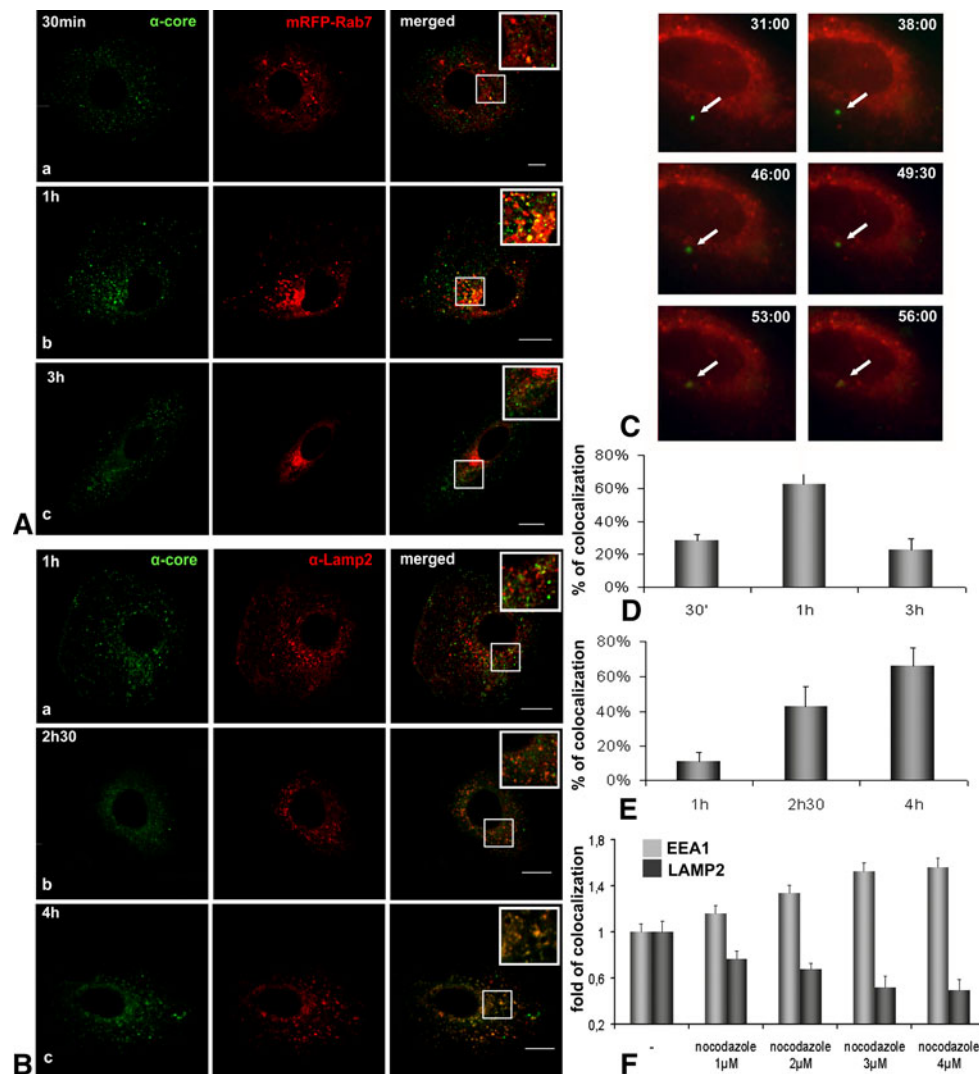 30min α-core mRFP-Rab7 merged
a
1h
b
3h
c
A
1h α-core α-Lamp2 merged
a
2h30
b
4h
c
B
31:00 38:00
46:00 49:30
53:00 56:00
C
% of colocalization
80%
60%
40%
20%
0%
30' 1h 3h
D
% of colocalization
80%
60%
40%
20%
0%
1h 2h30 4h
E
fold of colocalization
1,8
1,4
1
0,6
0,2
EEA1
LAMP2
- nocodazole nocodazole nocodazole nocodazole
1µM 2µM 3µM 4µM
F